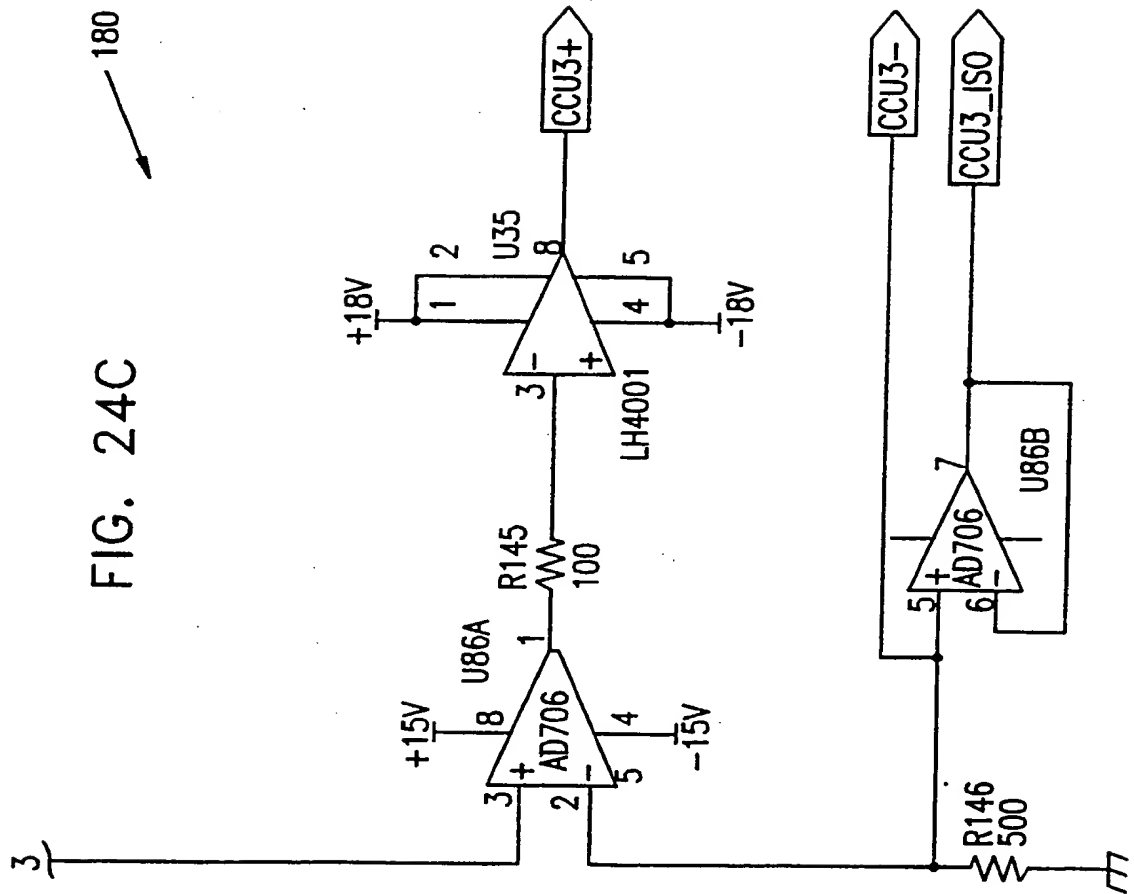 FIG. 24C
180
3
+15V
U86A
8
3
+
AD706
1
2
-
5
4
-15V
R145
100
+18V
1
2
U35
3
-
+
8
LH4001
4
5
-18V
CCU3+
CCU3-
CCU3_ISO
5
+
AD706
7
6
-
U86B
R146
500